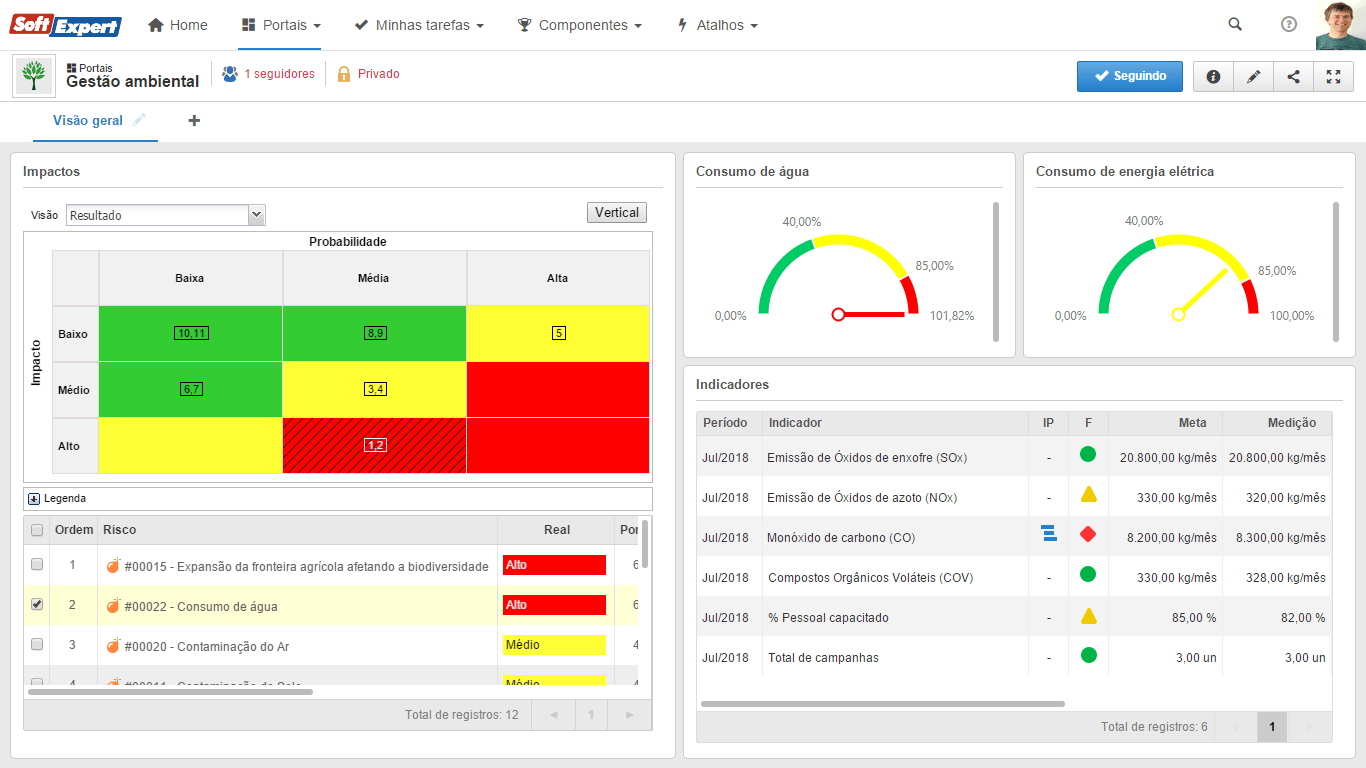 SoftExpert Home Portais Minhas tarefas Componentes Atalhos
Portais
Gestão ambiental
1 seguidores Privado
Seguindo
Visão geral
Impactos
Visão Resultado Vertical
Probabilidade
Baixa Média Alta
Impacto
Baixo 10,11 8,9 5
Médio 6,7 3,4
Alto 1,2
Legenda
Ordem Risco Real
1 #00015 - Expansão da fronteira agrícola afetando a biodiversidade Alto 6
2 #00022 - Consumo de água Alto 6
3 #00020 - Contaminação do Ar Médio 4
Total de registros: 12 1
Consumo de água
40,00%
85,00%
0,00% 101,82%
Consumo de energia elétrica
40,00%
85,00%
0,00% 100,00%
Indicadores
Período Indicador IP F Meta Medição
Jul/2018 Emissão de Óxidos de enxofre (SOx) - 20.800,00 kg/mês 20.800,00 kg/mês
Jul/2018 Emissão de Óxidos de azoto (NOx) - 330,00 kg/mês 320,00 kg/mês
Jul/2018 Monóxido de carbono (CO) 8.200,00 kg/mês 8.300,00 kg/mês
Jul/2018 Compostos Orgânicos Voláteis (COV) - 330,00 kg/mês 328,00 kg/mês
Jul/2018 % Pessoal capacitado - 85,00 % 82,00 %
Jul/2018 Total de campanhas - 3,00 un 3,00 un
Total de registros: 6 1